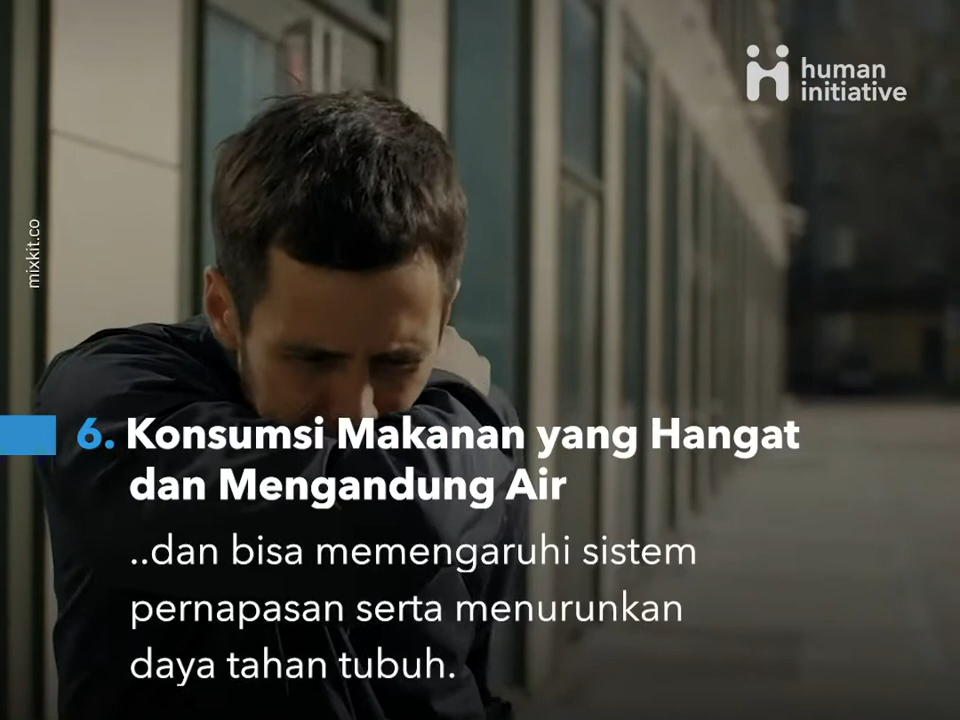 human
initiative
mixkit.co
6. Konsumsi Makanan yang Hangat
dan Mengandung Air
..dan bisa memengaruhi sistem
pernapasan serta menurunkan
daya tahan tubuh.